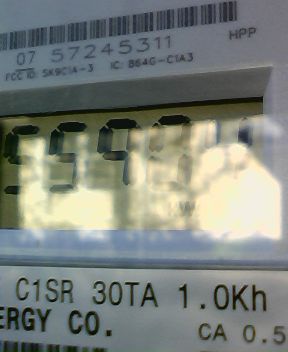 07 57245311 HPP
FCC ID: SK9C1A-3 IC: 864G-C1A3
C1SR 30TA 1.0Kh
ERGY CO. CA 0.5